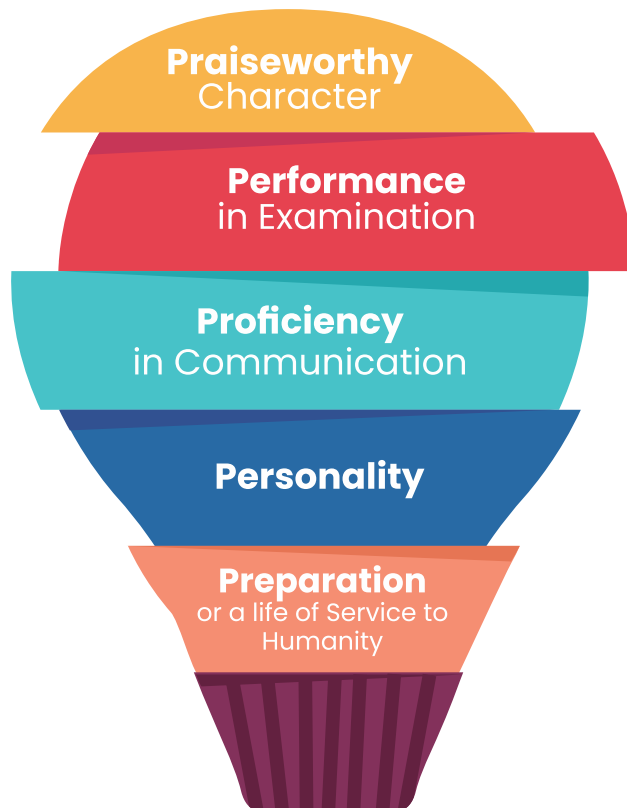 Praiseworthy
Character
Performance
in Examination
Proficiency
in Communication
Personality
Preparation
or a life of Service to
Humanity